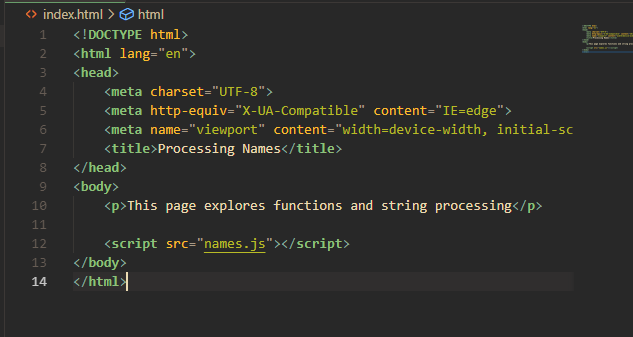 index.html > html
1 <!DOCTYPE html>
2 <html lang="en">
3 <head>
4 <meta charset="UTF-8">
5 <meta http-equiv="X-UA-Compatible" content="IE=edge">
6 <meta name="viewport" content="width=device-width, initial-sc
7 <title>Processing Names</title>
8 </head>
9 <body>
10 <p>This page explores functions and string processing</p>
11
12 <script src="names.js"></script>
13 </body>
14 </html>